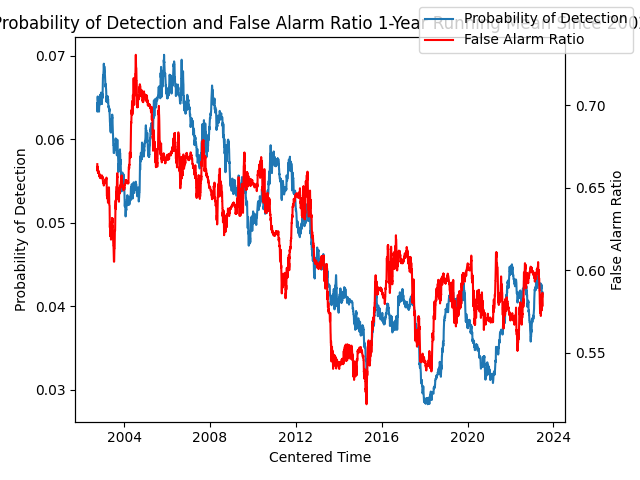 Probability of Detection and False Alarm Ratio 1-Year Running Mean Since
Probability of Detection
False Alarm Ratio
0.07
0.06
0.05
0.04
0.03
Probability of Detection
0.70
0.65
0.60
0.55
False Alarm Ratio
2004
2008
2012
2016
2020
2024
Centered Time